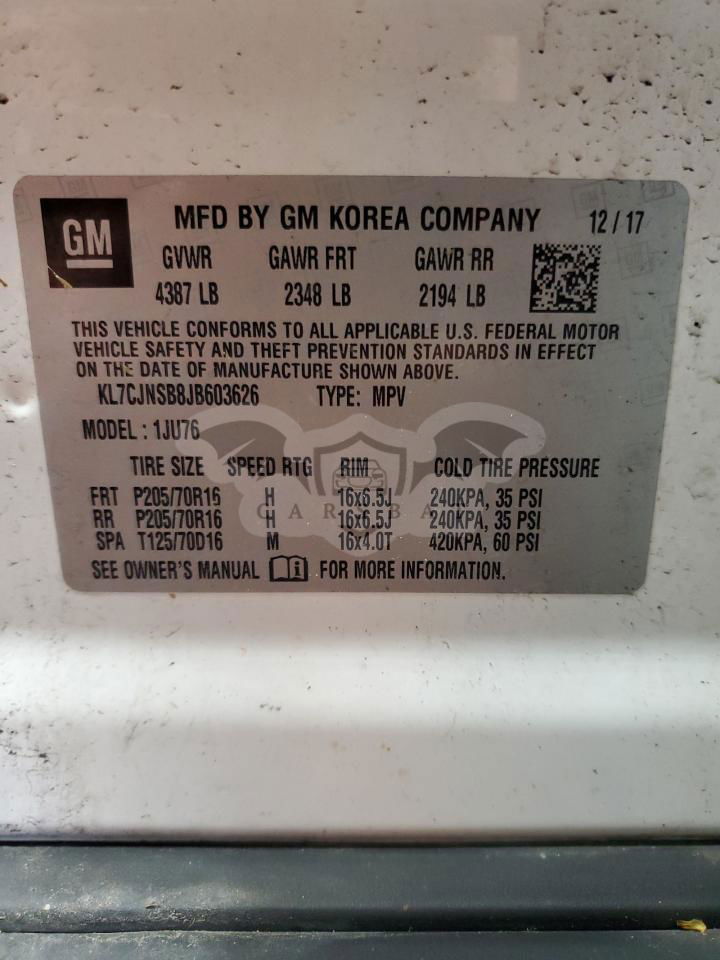 GM MFD BY GM KOREA COMPANY 12/17
GVWR GAWR FRT GAWR RR
4387 LB 2348 LB 2194 LB
THIS VEHICLE CONFORMS TO ALL APPLICABLE U.S. FEDERAL MOTOR
VEHICLE SAFETY AND THEFT PREVENTION STANDARDS IN EFFECT
ON THE DATE OF MANUFACTURE SHOWN ABOVE.
KL7CJNSB8JB603626 TYPE: MPV
MODEL : 1JU76
TIRE SIZE SPEED RTG RIM COLD TIRE PRESSURE
FRT P205/70R16 H 16x6.5J 240KPA, 35 PSI
RR P205/70R16 H 16x6.5J 240KPA, 35 PSI
SPA T125/70D16 M 16x4.0T 420KPA, 60 PSI
SEE OWNER'S MANUAL FOR MORE INFORMATION.